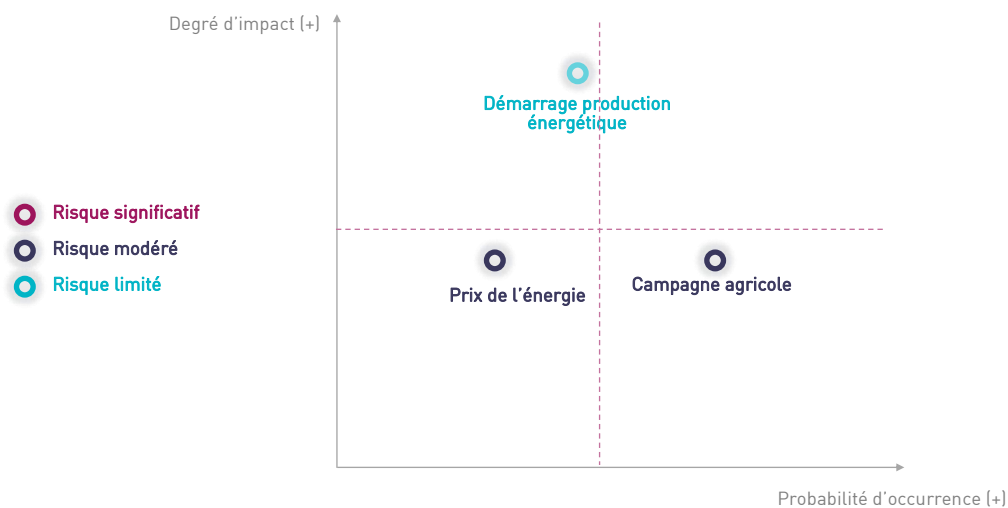 Degré d'impact (+)
Démarrage production
énergétique
Risque significatif
Risque modéré
Risque limité
Prix de l'énergie
Campagne agricole
Probabilité d'occurrence (+)